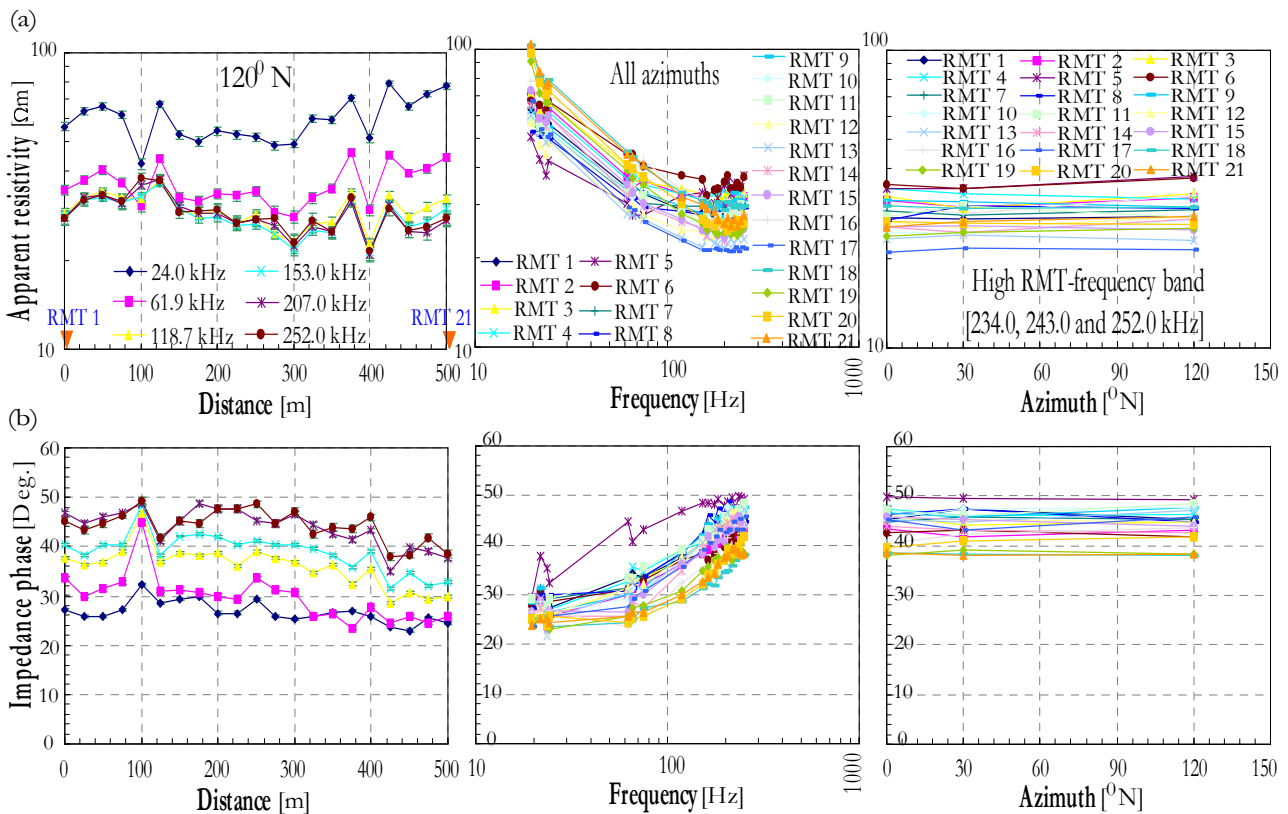 (a)
Apparent resistivity [Ωm]
100
10
120⁰ N
24.0 kHz
61.9 kHz
118.7 kHz
153.0 kHz
207.0 kHz
252.0 kHz
RMT 1
RMT 21
0 100 200 300 400 500
Distance [m]
100
10
All azimuths
RMT 1
RMT 2
RMT 3
RMT 4
RMT 5
RMT 6
RMT 7
RMT 8
RMT 9
RMT 10
RMT 11
RMT 12
RMT 13
RMT 14
RMT 15
RMT 16
RMT 17
RMT 18
RMT 19
RMT 20
RMT 21
10 100 1000
Frequency [Hz]
100
10
RMT 1 RMT 2 RMT 3
RMT 4 RMT 5 RMT 6
RMT 7 RMT 8 RMT 9
RMT 10 RMT 11 RMT 12
RMT 13 RMT 14 RMT 15
RMT 16 RMT 17 RMT 18
RMT 19 RMT 20 RMT 21
High RMT-frequency band
[234.0, 243.0 and 252.0 kHz]
0 30 60 90 120 150
Azimuth [⁰N]
(b)
Impedance phase [Deg.]
60
50
40
30
20
10
0
0 100 200 300 400 500
Distance [m]
60
50
40
30
20
10
0
10 100 1000
Frequency [Hz]
60
50
40
30
20
10
0
0 30 60 90 120 150
Azimuth [⁰N]